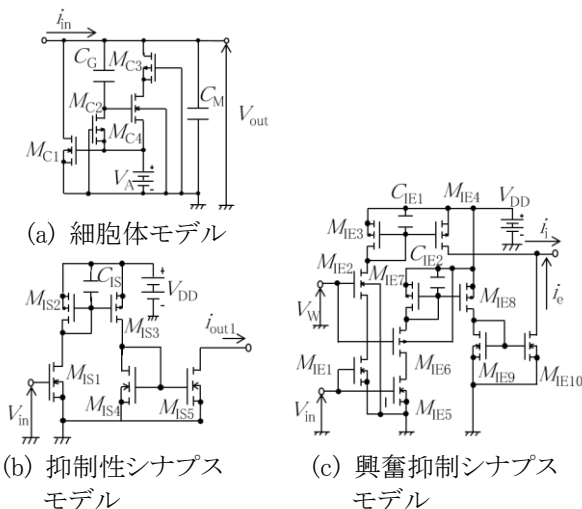 i_in
C_G
M_C3
M_C2
C_M
M_C4
V_out
M_C1
V_A
(a) 細胞体モデル
C_IS
V_DD
M_IS2
M_IS3
i_out1
M_IS1
M_IS4
M_IS5
V_in
(b) 抑制性シナプス
モデル
C_IE1
M_IE4
V_DD
M_IE3
i_i
C_IE2
M_IE2
M_IE7
M_IE8
i_e
V_W
M_IE1
M_IE6
M_IE9
M_IE10
V_in
M_IE5
(c) 興奮抑制シナプス
モデル